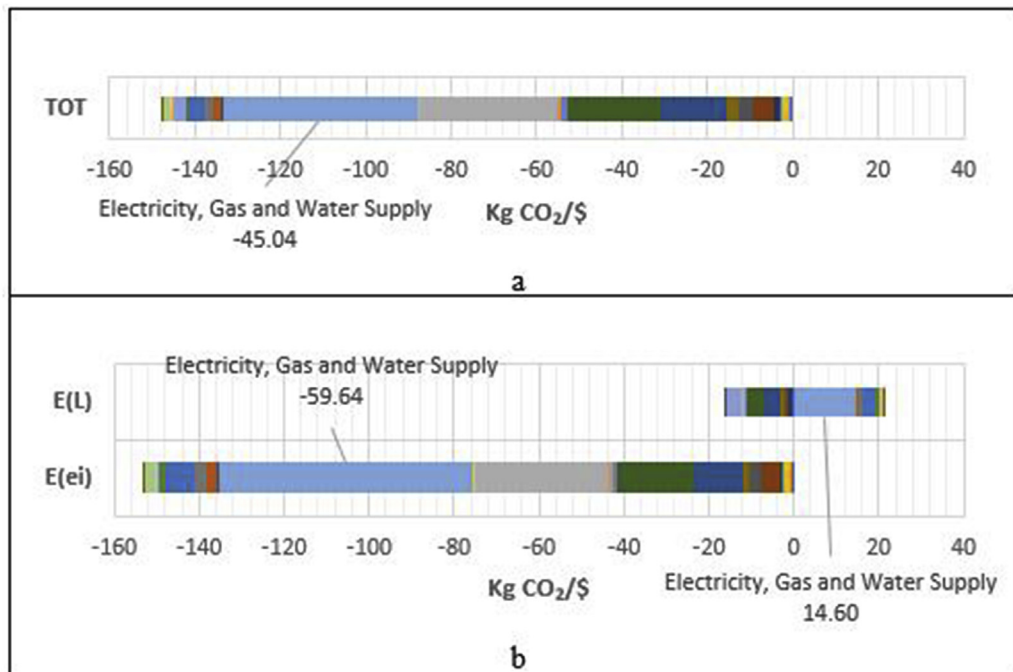 TOT
-160 -140 -120 -100 -80 -60 -40 -20 0 20 40
Electricity, Gas and Water Supply
-45.04
Kg CO₂/$
a
Electricity, Gas and Water Supply
-59.64
E(L)
E(ei)
-160 -140 -120 -100 -80 -60 -40 -20 0 20 40
Kg CO₂/$
Electricity, Gas and Water Supply
14.60
b